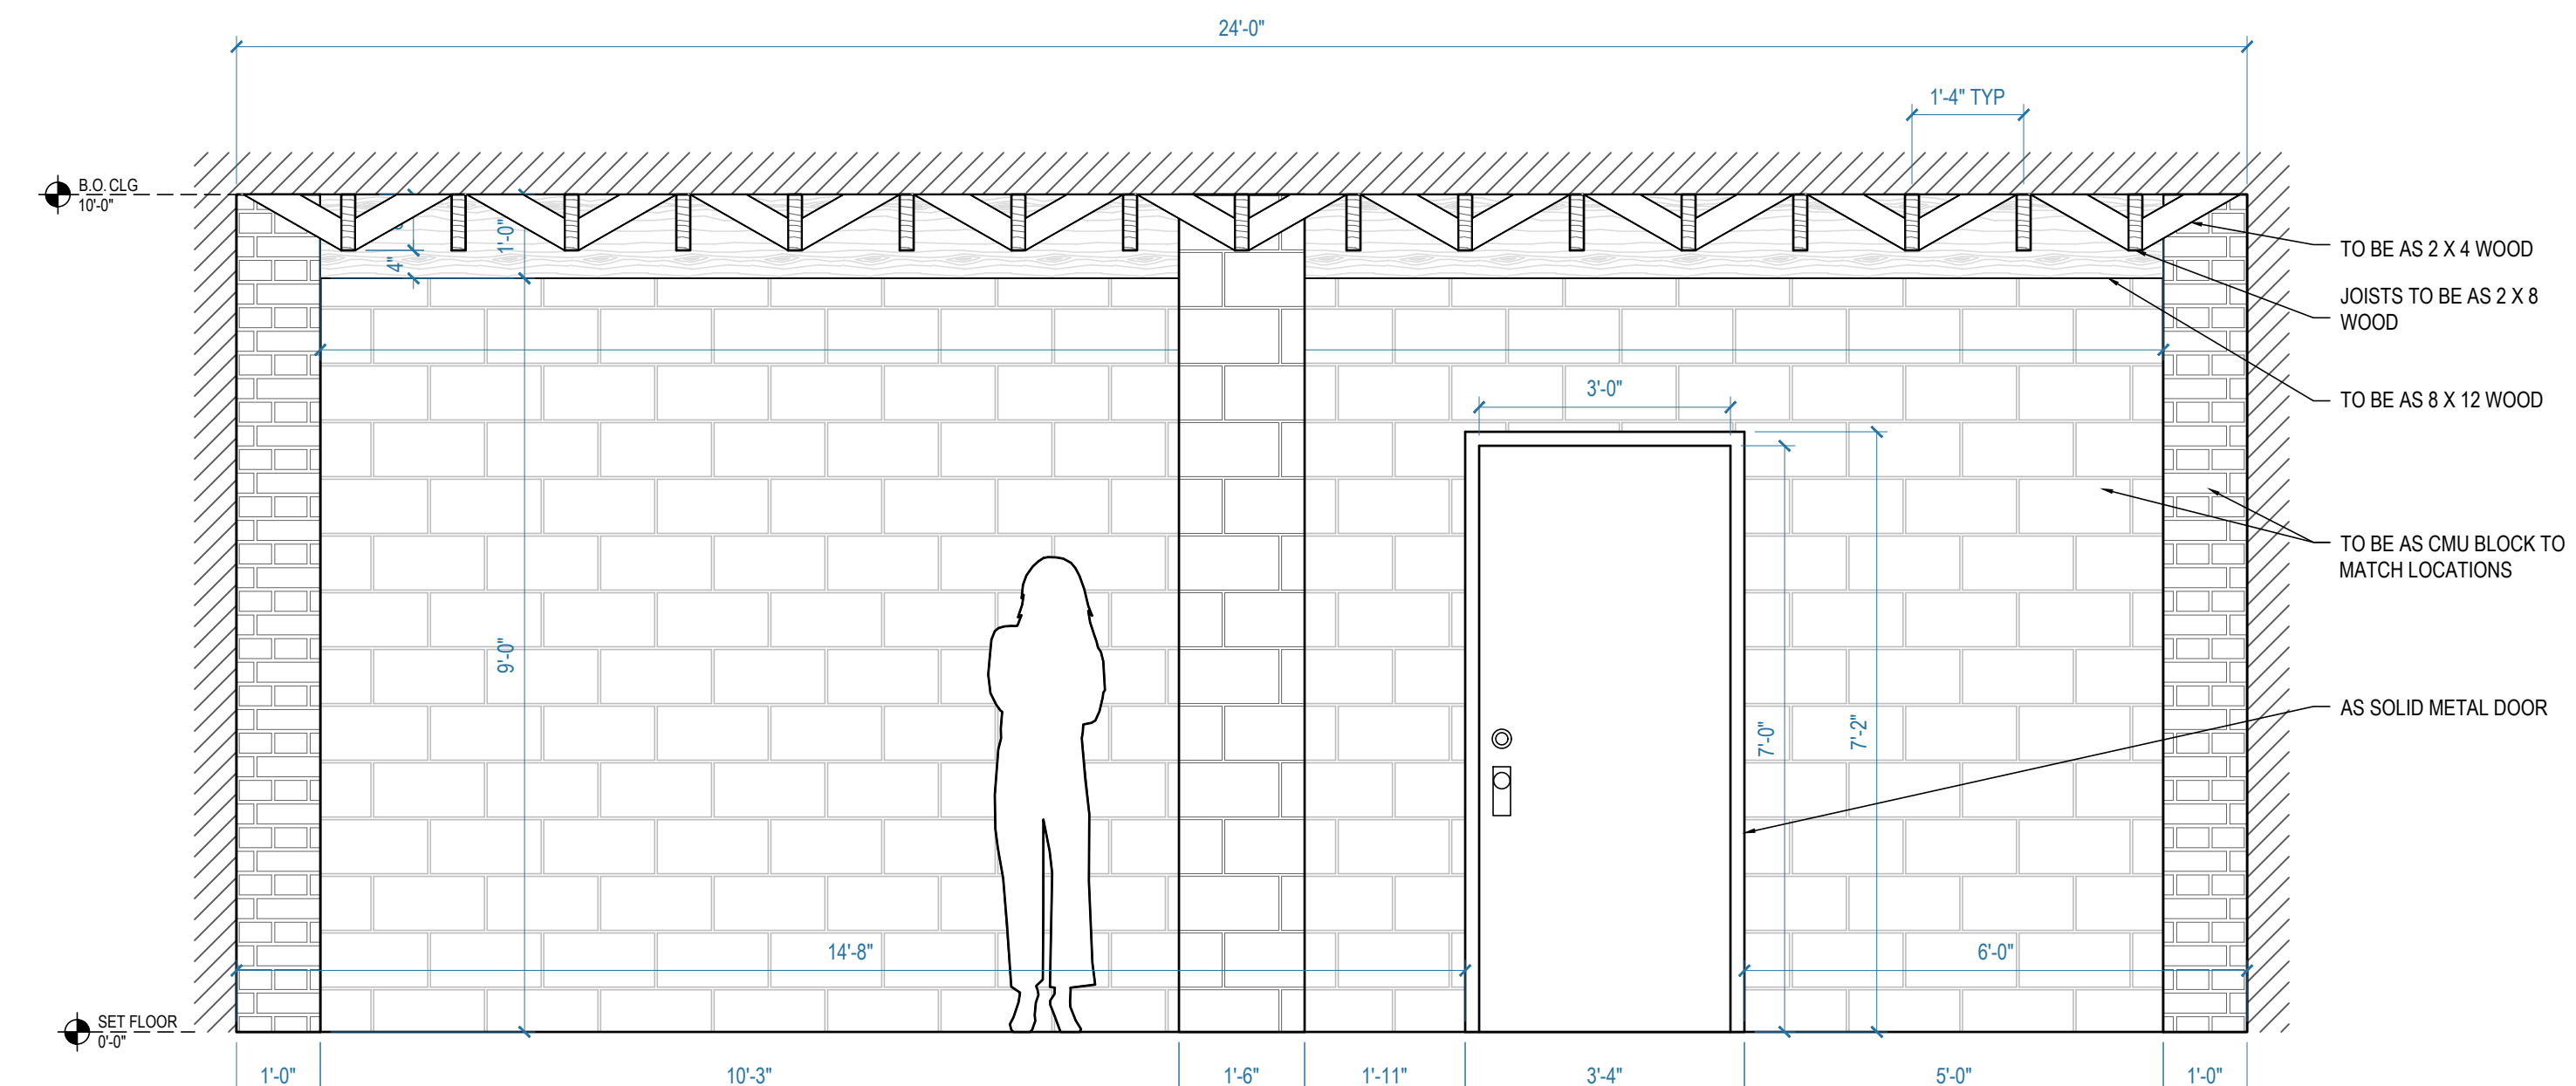 24'-0"
1'-4" TYP
B.O. CLG
10'-0"
1'-0"
4"
TO BE AS 2 X 4 WOOD
JOISTS TO BE AS 2 X 8
WOOD
3'-0"
TO BE AS 8 X 12 WOOD
TO BE AS CMU BLOCK TO
MATCH LOCATIONS
9'-0"
7'-0"
7'-2"
AS SOLID METAL DOOR
14'-8"
6'-0"
SET FLOOR
0'-0"
1'-0"
10'-3"
1'-6"
1'-11"
3'-4"
5'-0"
1'-0"